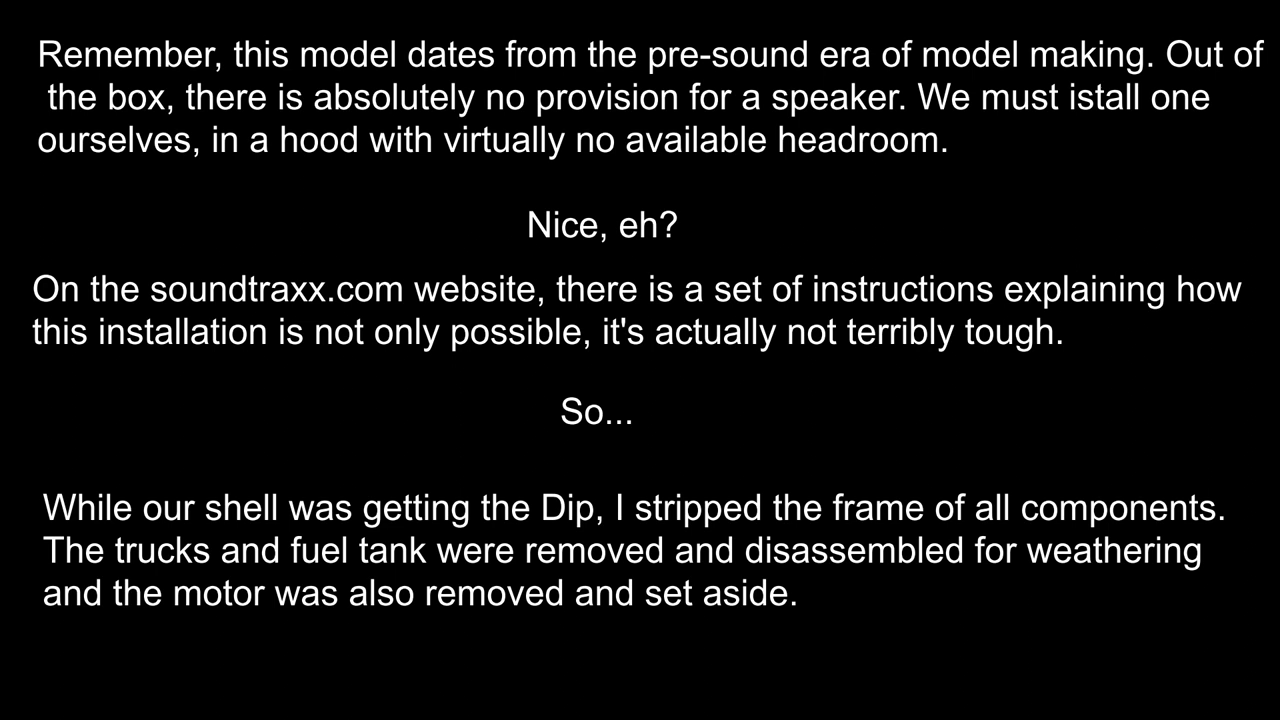 Remember, this model dates from the pre-sound era of model making. Out of
the box, there is absolutely no provision for a speaker. We must istall one
ourselves, in a hood with virtually no available headroom.
Nice, eh?
On the soundtraxx.com website, there is a set of instructions explaining how
this installation is not only possible, it's actually not terribly tough.
So...
While our shell was getting the Dip, I stripped the frame of all components.
The trucks and fuel tank were removed and disassembled for weathering
and the motor was also removed and set aside.